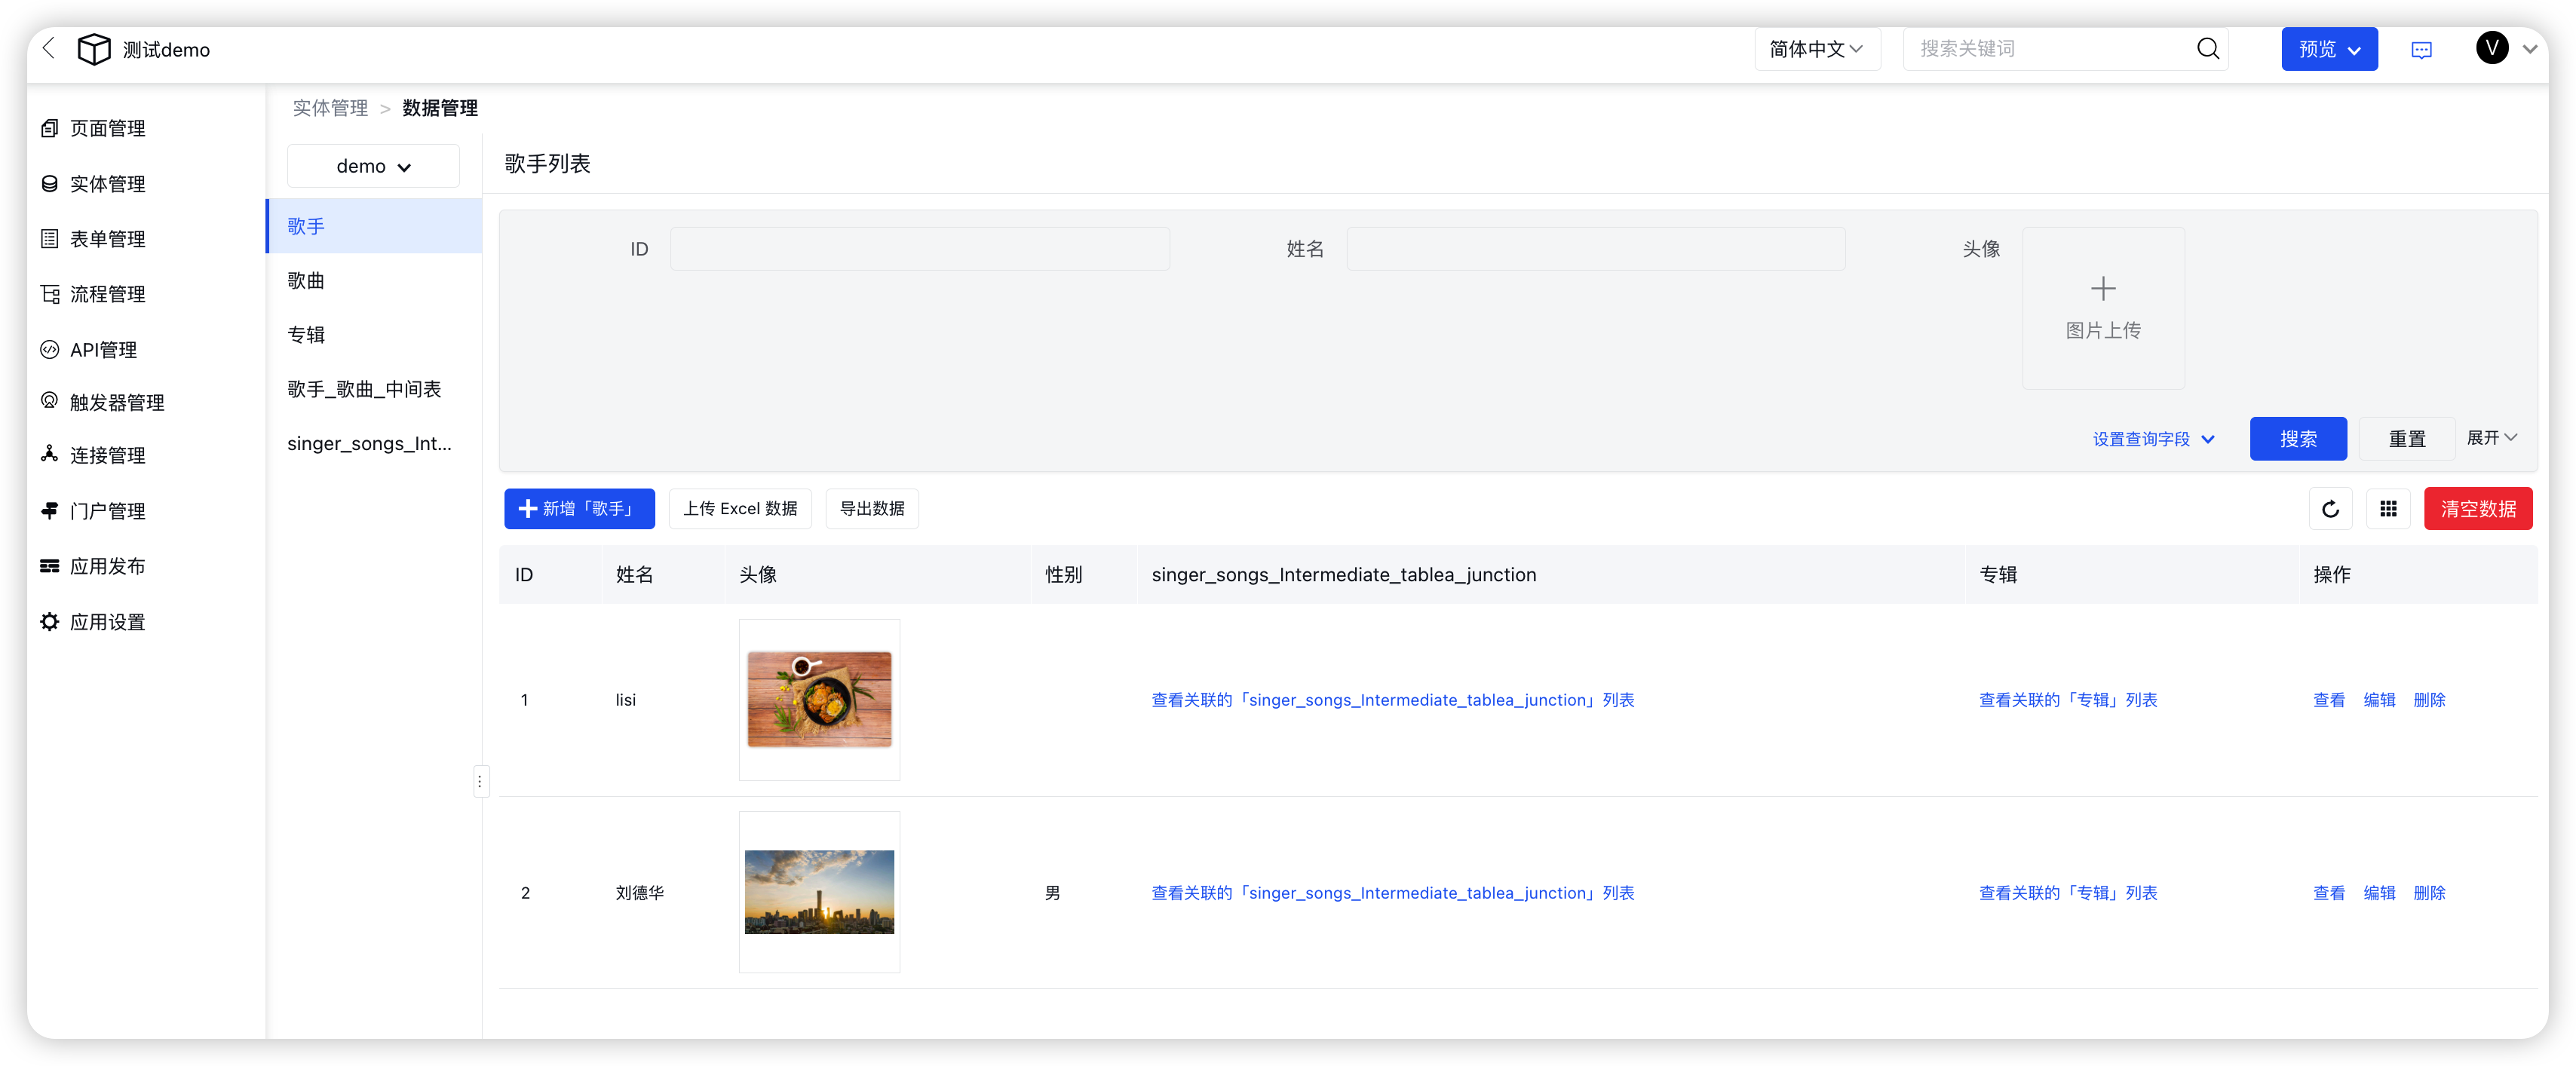 测试demo
简体中文
搜索关键词
预览
V
页面管理
实体管理
表单管理
流程管理
API管理
触发器管理
连接管理
门户管理
应用发布
应用设置
实体管理 > 数据管理
demo
歌手
歌曲
专辑
歌手_歌曲_中间表
singer_songs_Int...
歌手列表
ID
姓名
头像
图片上传
设置查询字段
搜索
重置
展开
新增「歌手」
上传 Excel 数据
导出数据
清空数据
ID 姓名 头像 性别 singer_songs_Intermediate_tablea_junction 专辑 操作
1 lisi 查看关联的「singer_songs_Intermediate_tablea_junction」列表 查看关联的「专辑」列表 查看 编辑 删除
2 刘德华 男 查看关联的「singer_songs_Intermediate_tablea_junction」列表 查看关联的「专辑」列表 查看 编辑 删除